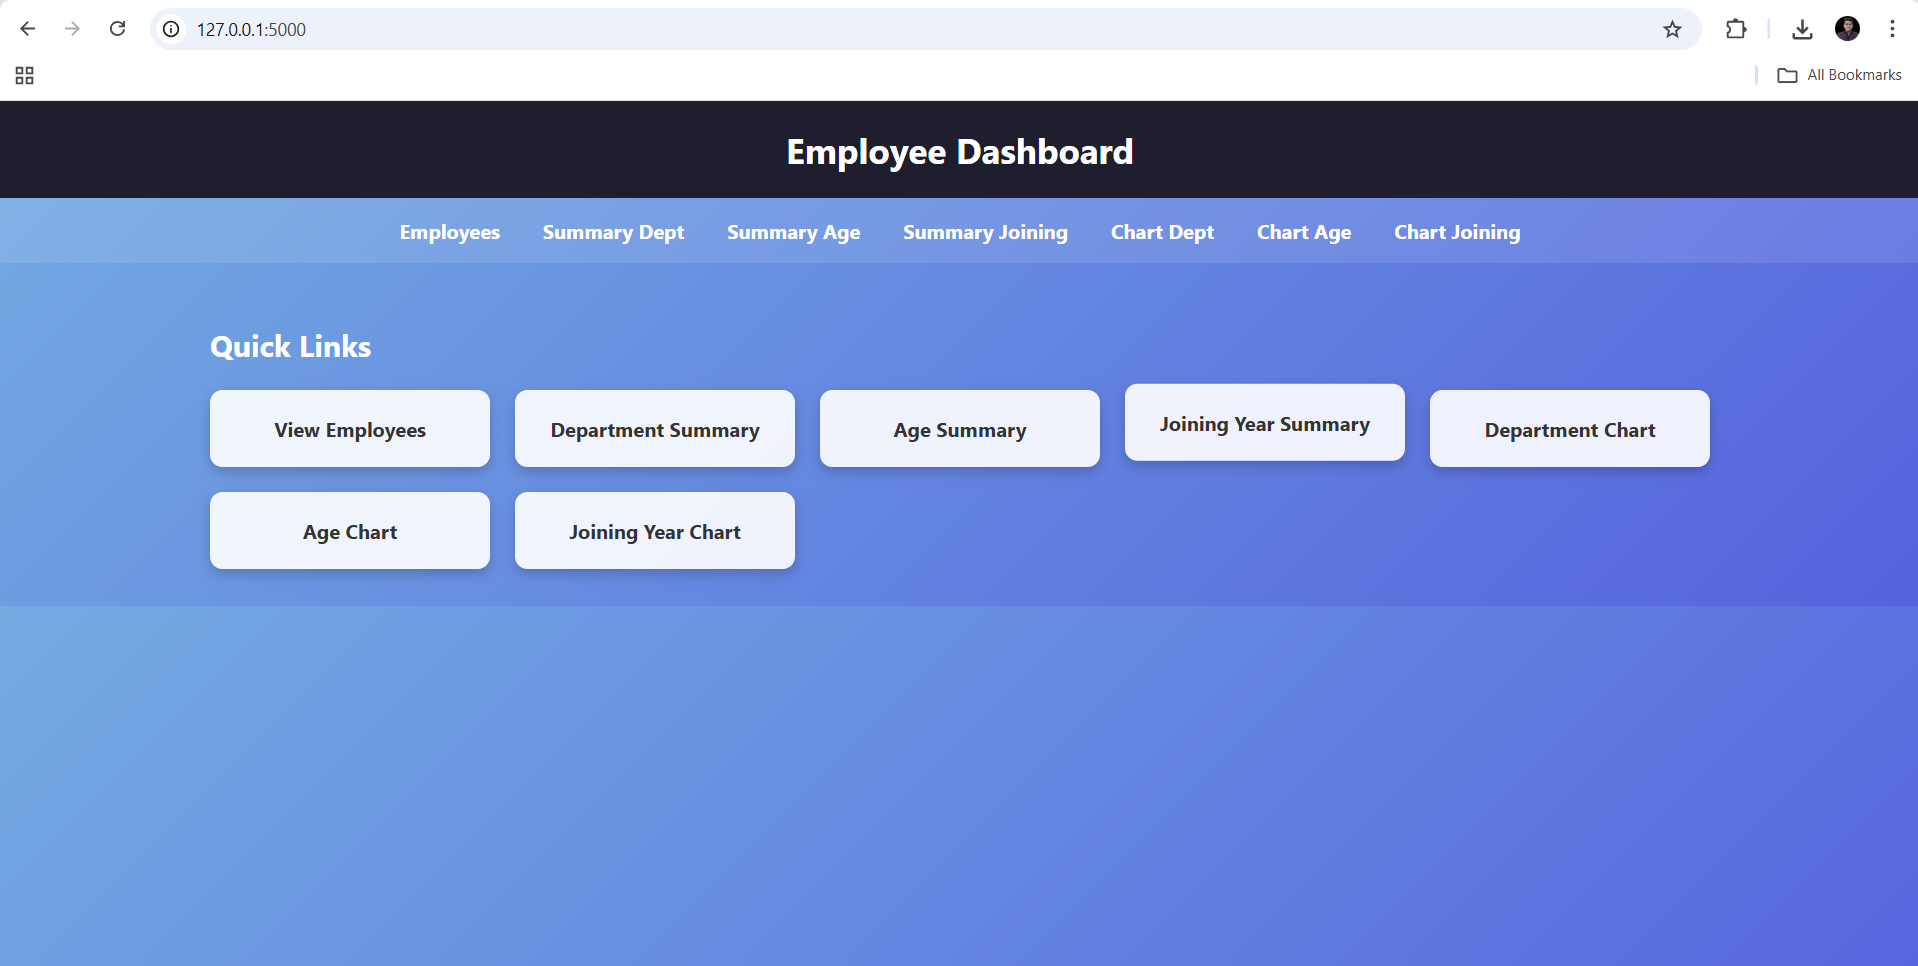 127.0.0.1:5000
All Bookmarks
Employee Dashboard
Employees Summary Dept Summary Age Summary Joining Chart Dept Chart Age Chart Joining
Quick Links
View Employees Department Summary Age Summary Joining Year Summary Department Chart
Age Chart Joining Year Chart